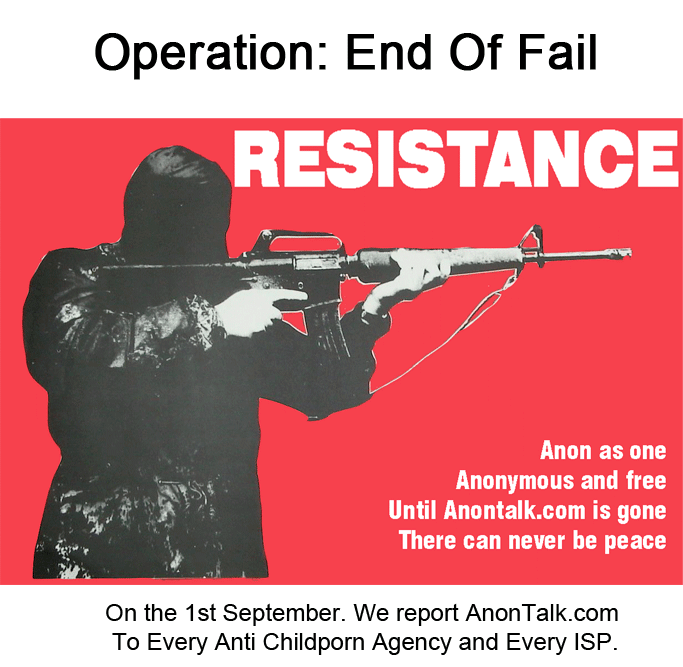 Operation: End Of Fail
RESISTANCE
Anon as one
Anonymous and free
Until Anontalk.com is gone
There can never be peace
On the 1st September. We report AnonTalk.com
To Every Anti Childporn Agency and Every ISP.